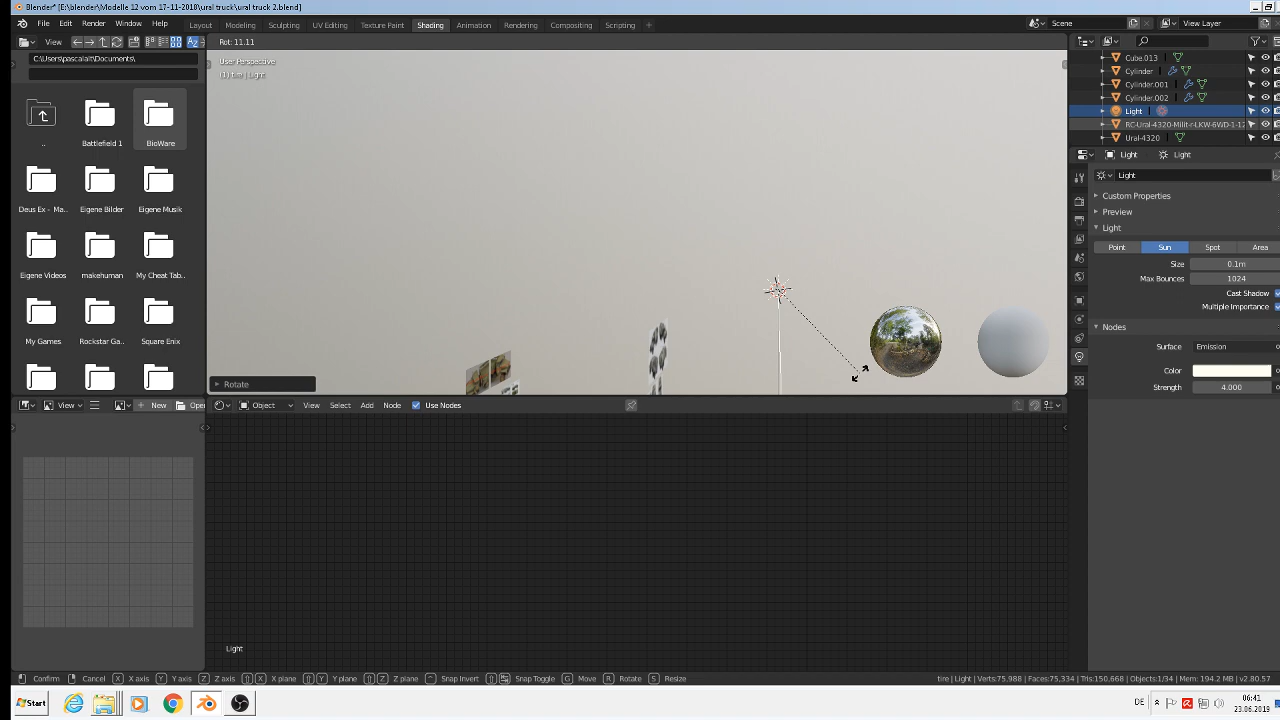 Blender* [E:\blender\Modelle 12 vom 17-11-2018\ural truck\ural truck 2.blend]
File Edit Render Window Help Layout Modeling Sculpting UV Editing Texture Paint Shading Animation Rendering Compositing Scripting Scene View Layer
View Rot: 11.11
C:\Users\pascalalt\Documents\
User Perspective
(1) tire | Light
Cube.013
Cylinder
Cylinder.001
Cylinder.002
Light
RC-Ural-4320-Milit-r-LKW-6WD-1-12
Ural-4320
.. Battlefield 1 BioWare
Deus Ex - Ma... Eigene Bilder Eigene Musik
Eigene Videos makehuman My Cheat Tab...
My Games Rockstar Ga... Square Enix
Light Light
Light
Custom Properties
Preview
Light
Point Sun Spot Area
Size 0.1m
Max Bounces 1024
Cast Shadow
Multiple Importance
Nodes
Surface Emission
Color
Strength 4.000
Rotate
View New Open
Object View Select Add Node Use Nodes
Light
Confirm Cancel X X axis Y Y axis Z Z axis X X plane Y Y plane Z Z plane Snap Invert Snap Toggle G Move R Rotate S Resize
tire | Light | Verts:75,988 | Faces:75,334 | Tris:150,668 | Objects:1/34 | Mem: 194.2 MB | v2.80.57
Start DE 06:41
23.06.2019